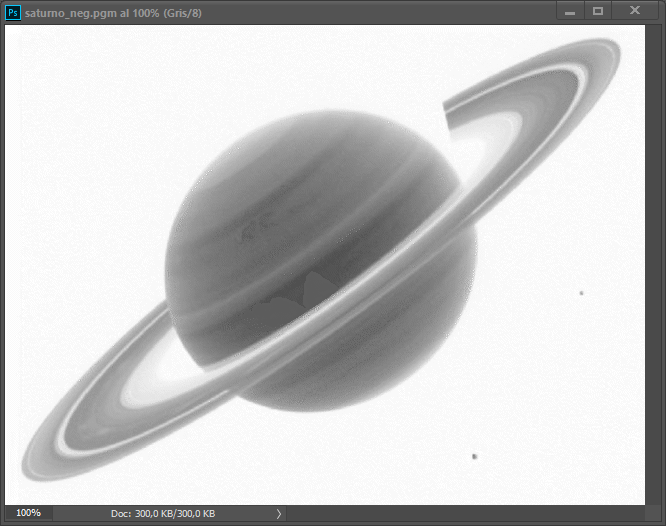 Ps saturno_neg.pgm al 100% (Gris/8)
100% Doc: 300,0 KB/300,0 KB